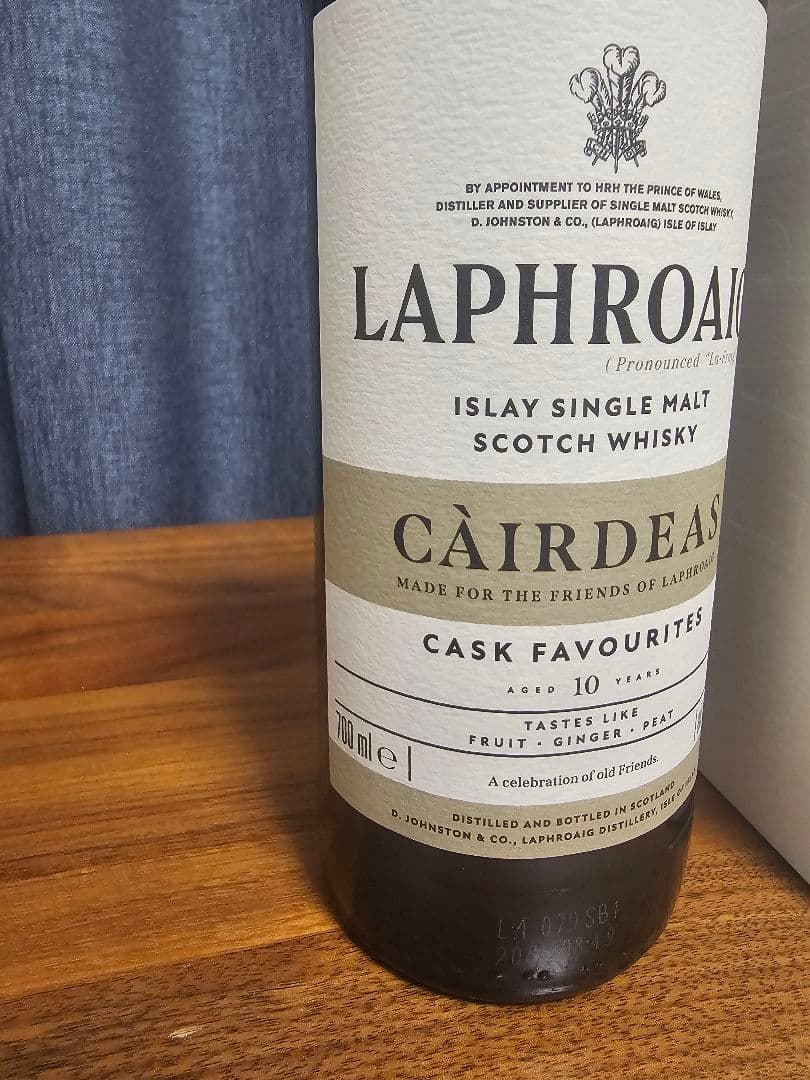 BY APPOINTMENT TO HRH THE PRINCE OF WALES,
DISTILLER AND SUPPLIER OF SINGLE MALT SCOTCH WHISKY,
D. JOHNSTON & CO., (LAPHROAIG) ISLE OF ISLAY
LAPHROAIG
(Pronounced
ISLAY SINGLE MALT
SCOTCH WHISKY
CÀIRDEAS
MADE FOR THE FRIENDS OF LAPHROAIG
CASK FAVOURITES
AGED 10 YEARS
TASTES LIKE
FRUIT · GINGER · PEAT
700 ml e
A celebration of old Friends.
DISTILLED AND BOTTLED IN SCOTLAND
D. JOHNSTON & CO., LAPHROAIG DISTILLERY, ISLE OF